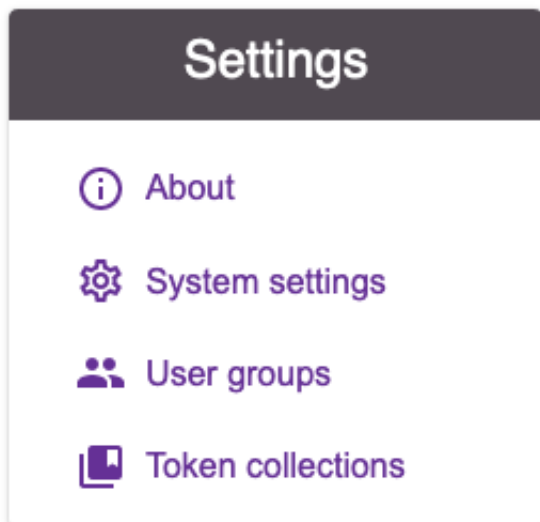 Settings
About
System settings
User groups
Token collections